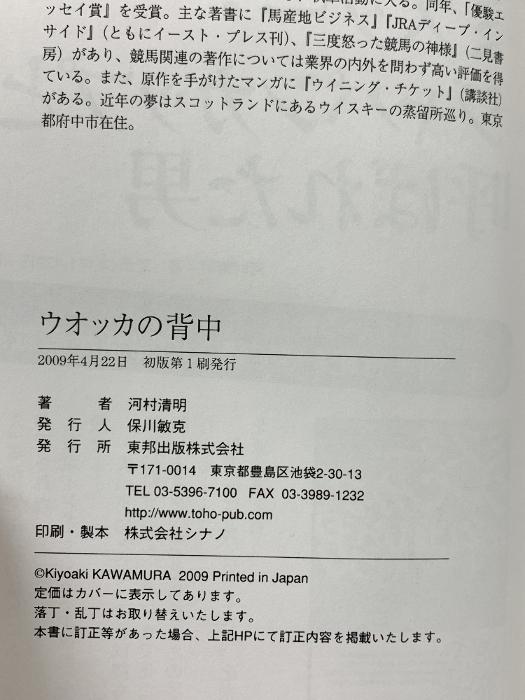 ッセイ賞』を受賞。主な著書に『馬産地ビジネス』『JRAディープ・イン
サイド』(ともにイースト・プレス刊)、『三度怒った競馬の神様』(二見書
房)があり、競馬関連の著作については業界の内外を問わず高い評価を得
ている。また、原作を手がけたマンガに『ウイニング・チケット』(講談社)
がある。近年の夢はスコットランドにあるウイスキーの蒸留所巡り。東京
都府中市在住。
ウオッカの背中
2009年4月22日 初版第1刷発行
著者 河村清明
発行人 保川敏克
発行所 東邦出版株式会社
〒171-0014 東京都豊島区池袋2-30-13
TEL 03-5396-7100 FAX 03-3989-1232
http://www.toho-pub.com
印刷・製本 株式会社シナノ
©Kiyoaki KAWAMURA 2009 Printed in Japan
定価はカバーに表示してあります。
落丁・乱丁はお取り替えいたします。
本書に訂正等があった場合、上記HPにて訂正内容を掲載いたします。